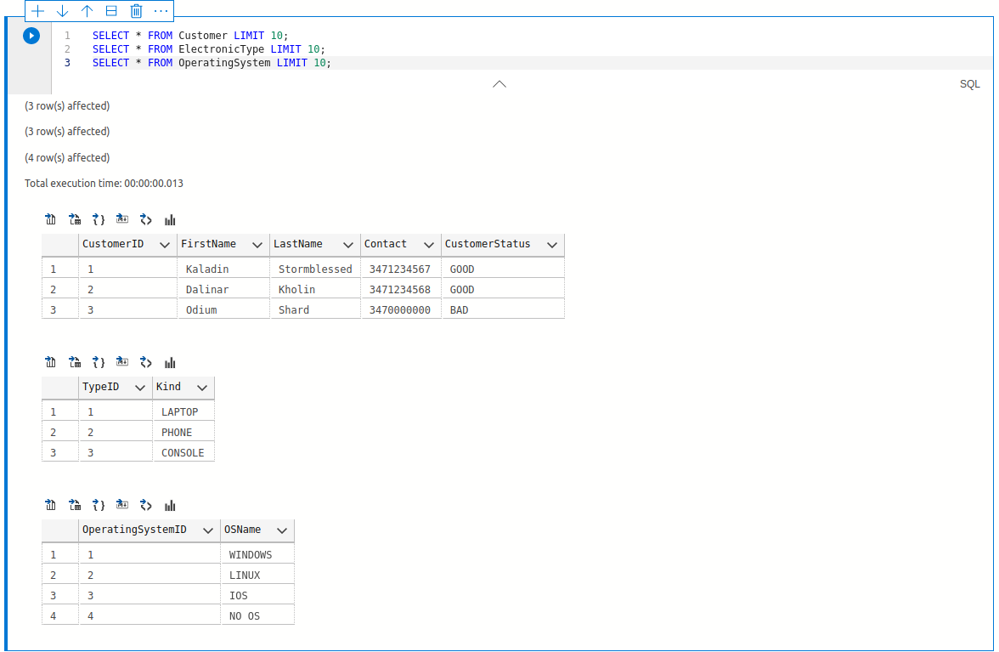 1 SELECT * FROM Customer LIMIT 10;
2 SELECT * FROM ElectronicType LIMIT 10;
3 SELECT * FROM OperatingSystem LIMIT 10;
SQL
(3 row(s) affected)
(3 row(s) affected)
(4 row(s) affected)
Total execution time: 00:00:00.013
CustomerID FirstName LastName Contact CustomerStatus
1 1 Kaladin Stormblessed 3471234567 GOOD
2 2 Dalinar Kholin 3471234568 GOOD
3 3 Odium Shard 3470000000 BAD
TypeID Kind
1 1 LAPTOP
2 2 PHONE
3 3 CONSOLE
OperatingSystemID OSName
1 1 WINDOWS
2 2 LINUX
3 3 IOS
4 4 NO OS